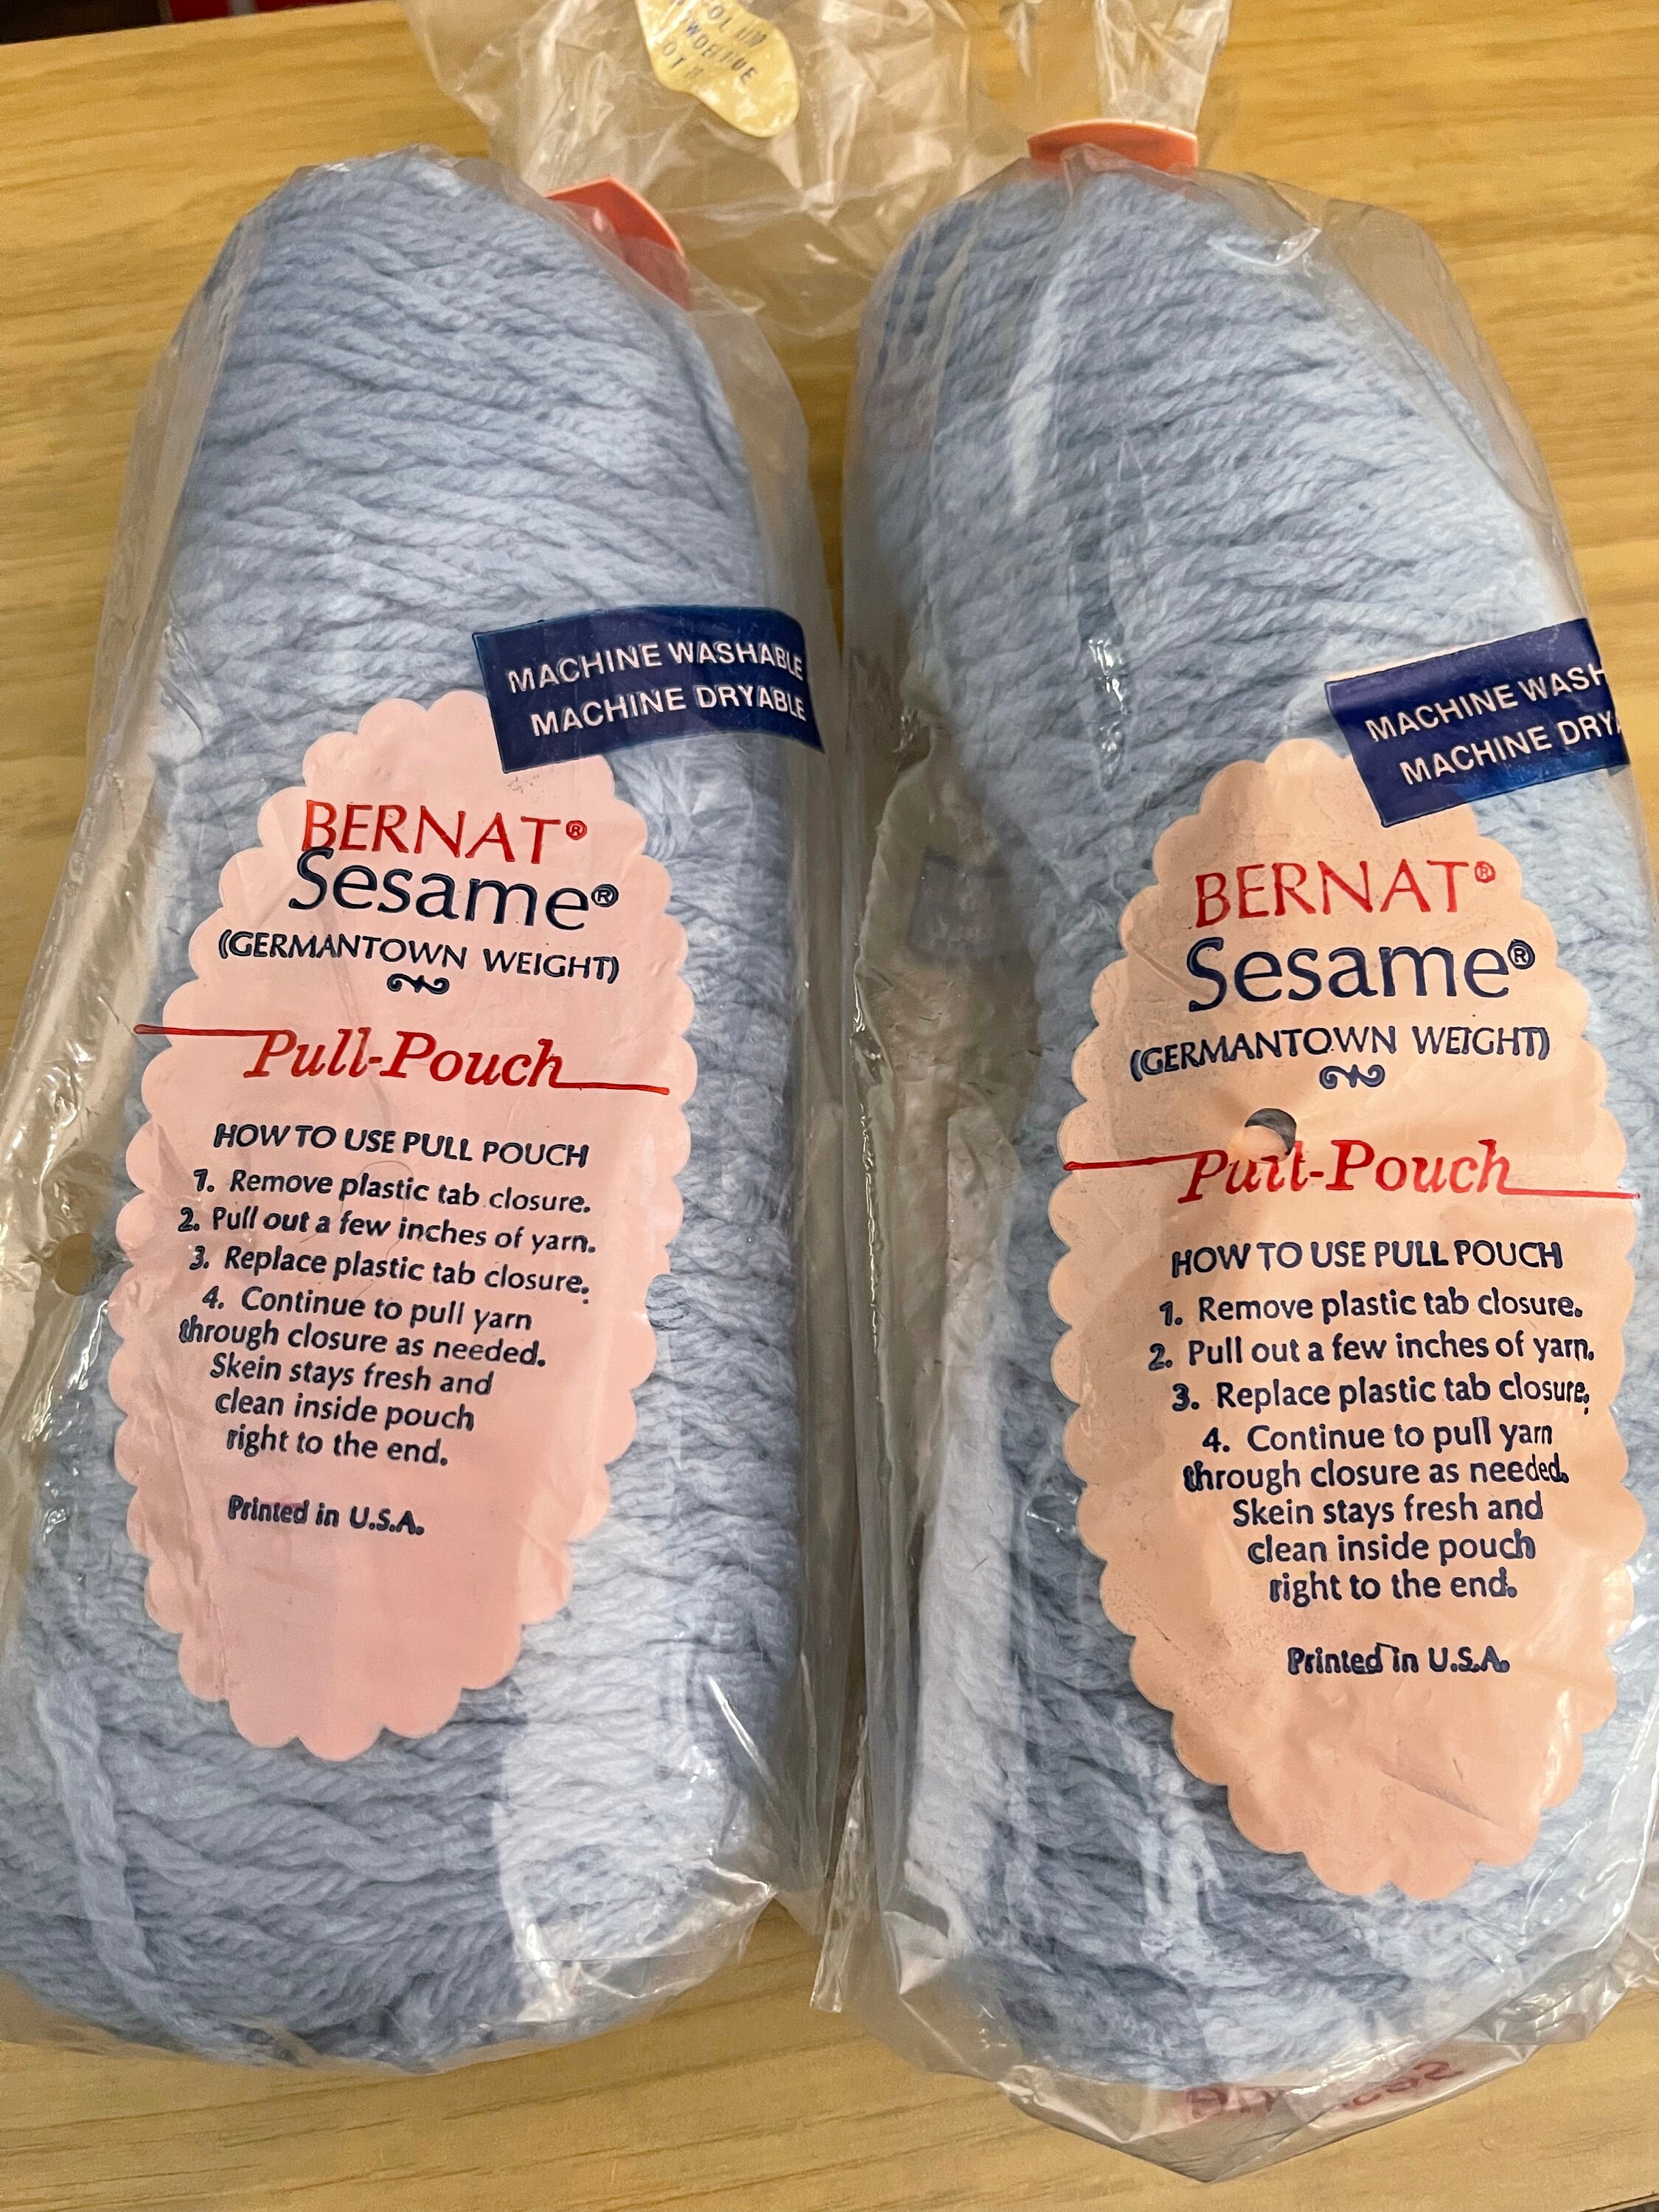 MACHINE WASHABLE
MACHINE DRYABLE
BERNAT®
Sesame®
(GERMANTOWN WEIGHT)
Pull-Pouch
HOW TO USE PULL POUCH
1. Remove plastic tab closure.
2. Pull out a few inches of yarn.
3. Replace plastic tab closure.
4. Continue to pull yarn
through closure as needed.
Skein stays fresh and
clean inside pouch
right to the end.
Printed in U.S.A.
MACHINE WASH
MACHINE DRYA
BERNAT®
Sesame®
(GERMANTOWN WEIGHT)
Pull-Pouch
HOW TO USE PULL POUCH
1. Remove plastic tab closure.
2. Pull out a few inches of yarn.
3. Replace plastic tab closure.
4. Continue to pull yarn
through closure as needed.
Skein stays fresh and
clean inside pouch
right to the end.
Printed in U.S.A.